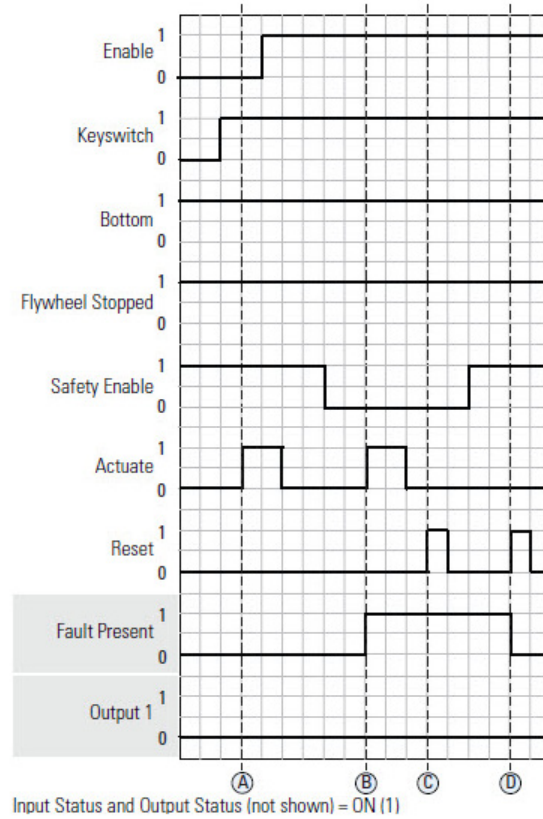 Enable 1
0
Keyswitch 1
0
Bottom 1
0
Flywheel Stopped 1
0
Safety Enable 1
0
Actuate 1
0
Reset 1
0
Fault Present 1
0
Output 1 1
0
A B C D
Input Status and Output Status (not shown) = ON (1)